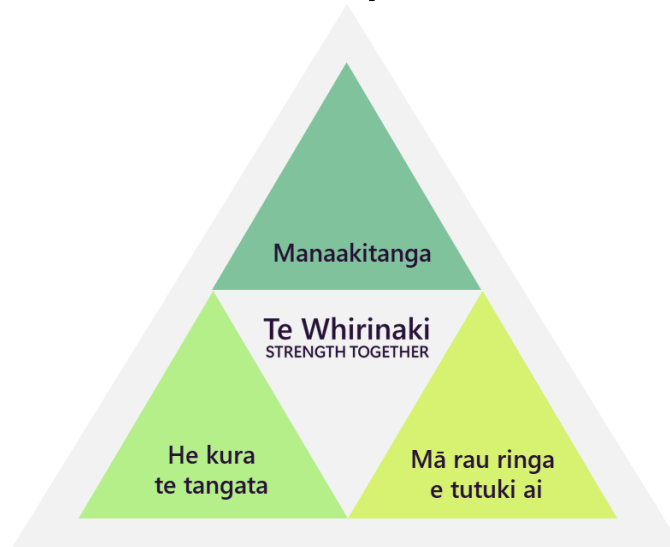 Manaakitanga
Te Whirinaki
STRENGTH TOGETHER
He kura
te tangata
Mā rau ringa
e tutuki ai